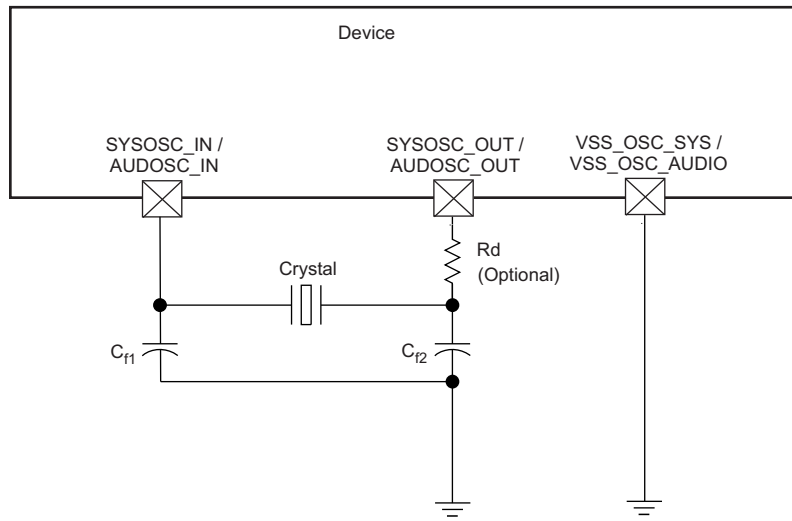 Device
SYSOSC_IN /
AUDOSC_IN
SYSOSC_OUT /
AUDOSC_OUT
VSS_OSC_SYS /
VSS_OSC_AUDIO
Rd
(Optional)
Crystal
Cf1
Cf2